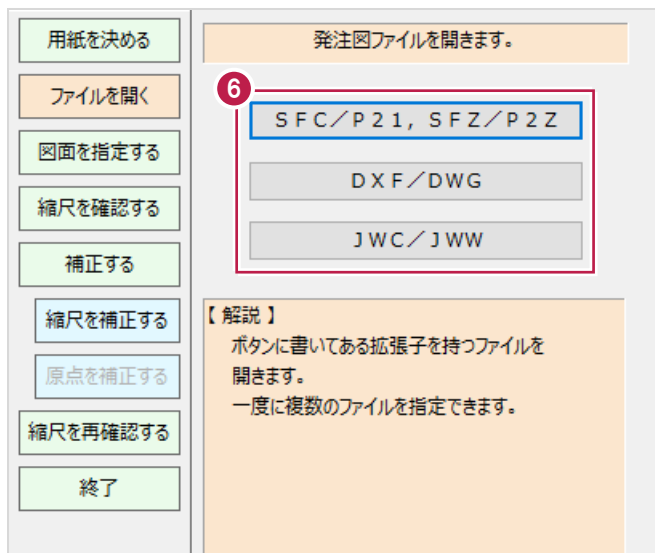 用紙を決める
ファイルを開く
図面を指定する
縮尺を確認する
補正する
縮尺を補正する
原点を補正する
縮尺を再確認する
終了
発注図ファイルを開きます。
6
ＳＦＣ／Ｐ２１，ＳＦＺ／Ｐ２Ｚ
ＤＸＦ／ＤＷＧ
ＪＷＣ／ＪＷＷ
【 解説 】
ボタンに書いてある拡張子を持つファイルを
開きます。
一度に複数のファイルを指定できます。